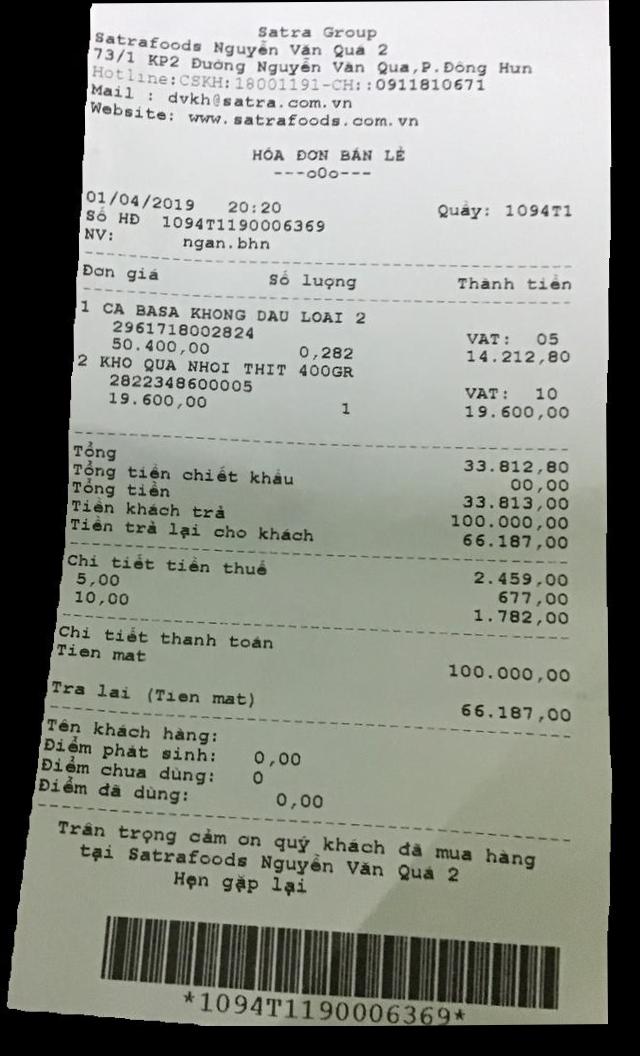 Satra Group
Satrafoods Nguyễn Văn Quá 2
73/1 KP2 Đường Nguyễn Văn Quá,P.Đông Hun
Hotline:CSKH:18001191-CH::0911810671
Mail : dvkh@satra.com.vn
Website: www.satrafoods.com.vn
HÓA ĐƠN BÁN LẺ
---oOo---
01/04/2019 20:20 Quầy: 1094T1
Số HĐ 1094T1190006369
NV: ngan.bhn
Đơn giá Số lượng Thành tiền
1 CA BASA KHONG DAU LOAI 2
2961718002824 VAT: 05
50.400,00 0,282 14.212,80
2 KHO QUA NHOI THIT 400GR
2822348600005 VAT: 10
19.600,00 1 19.600,00
Tổng 33.812,80
Tổng tiền chiết khấu 00,00
Tổng tiền 33.813,00
Tiền khách trả 100.000,00
Tiền trả lại cho khách 66.187,00
Chi tiết tiền thuế 2.459,00
5,00 677,00
10,00 1.782,00
Chi tiết thanh toán
Tien mat 100.000,00
Tra lai (Tien mat) 66.187,00
Tên khách hàng:
Điểm phát sinh: 0,00
Điểm chưa dùng: 0
Điểm đã dùng: 0,00
Trân trọng cảm ơn quý khách đã mua hàng
tại Satrafoods Nguyễn Văn Quá 2
Hẹn gặp lại
*1094T1190006369*